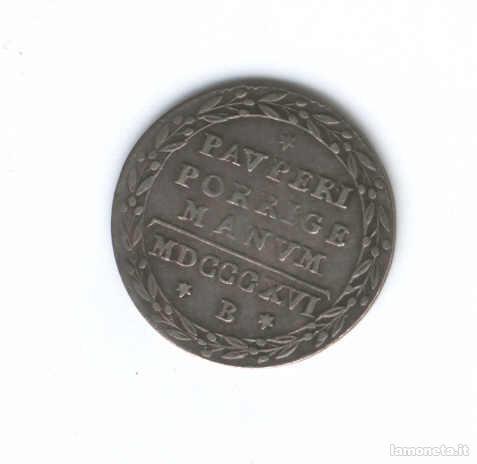 PAVPERI
PORRIGE
MANVM
MDCCCXVI
B
lamoneta.it